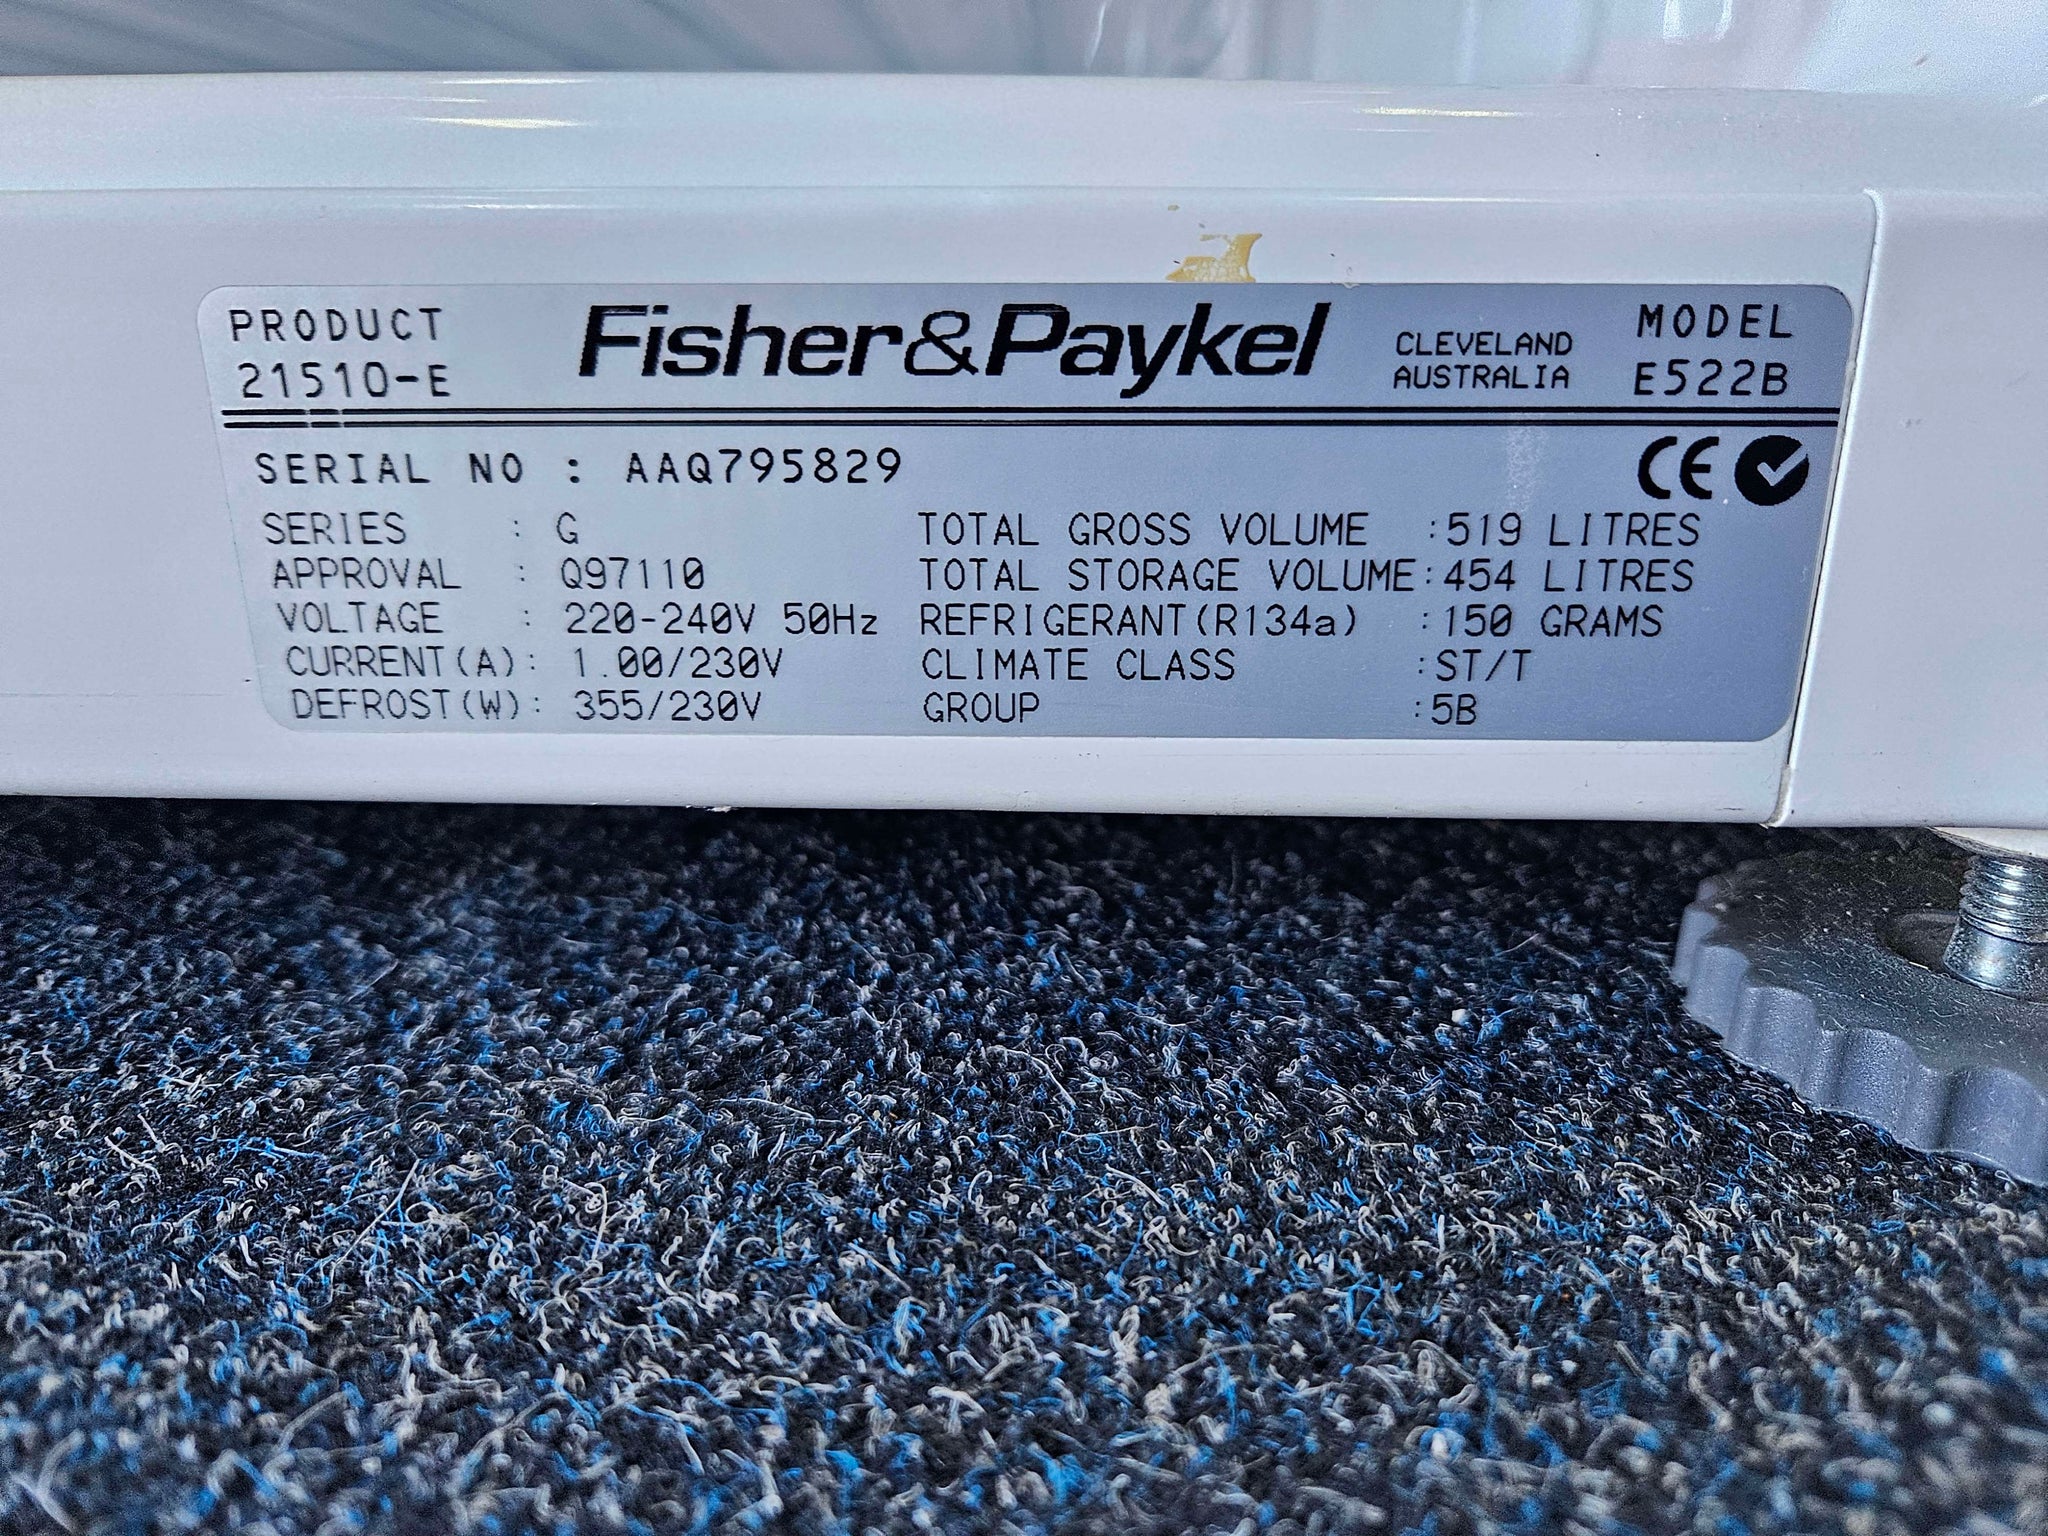 PRODUCT
21510-E
Fisher&Paykel
CLEVELAND
AUSTRALIA
MODEL
E522B
SERIAL NO : AAQ795829
CE
SERIES : G
APPROVAL : Q97110
VOLTAGE : 220-240V 50Hz
CURRENT(A): 1.00/230V
DEFROST(W): 355/230V
TOTAL GROSS VOLUME :519 LITRES
TOTAL STORAGE VOLUME:454 LITRES
REFRIGERANT(R134a) :150 GRAMS
CLIMATE CLASS :ST/T
GROUP :5B